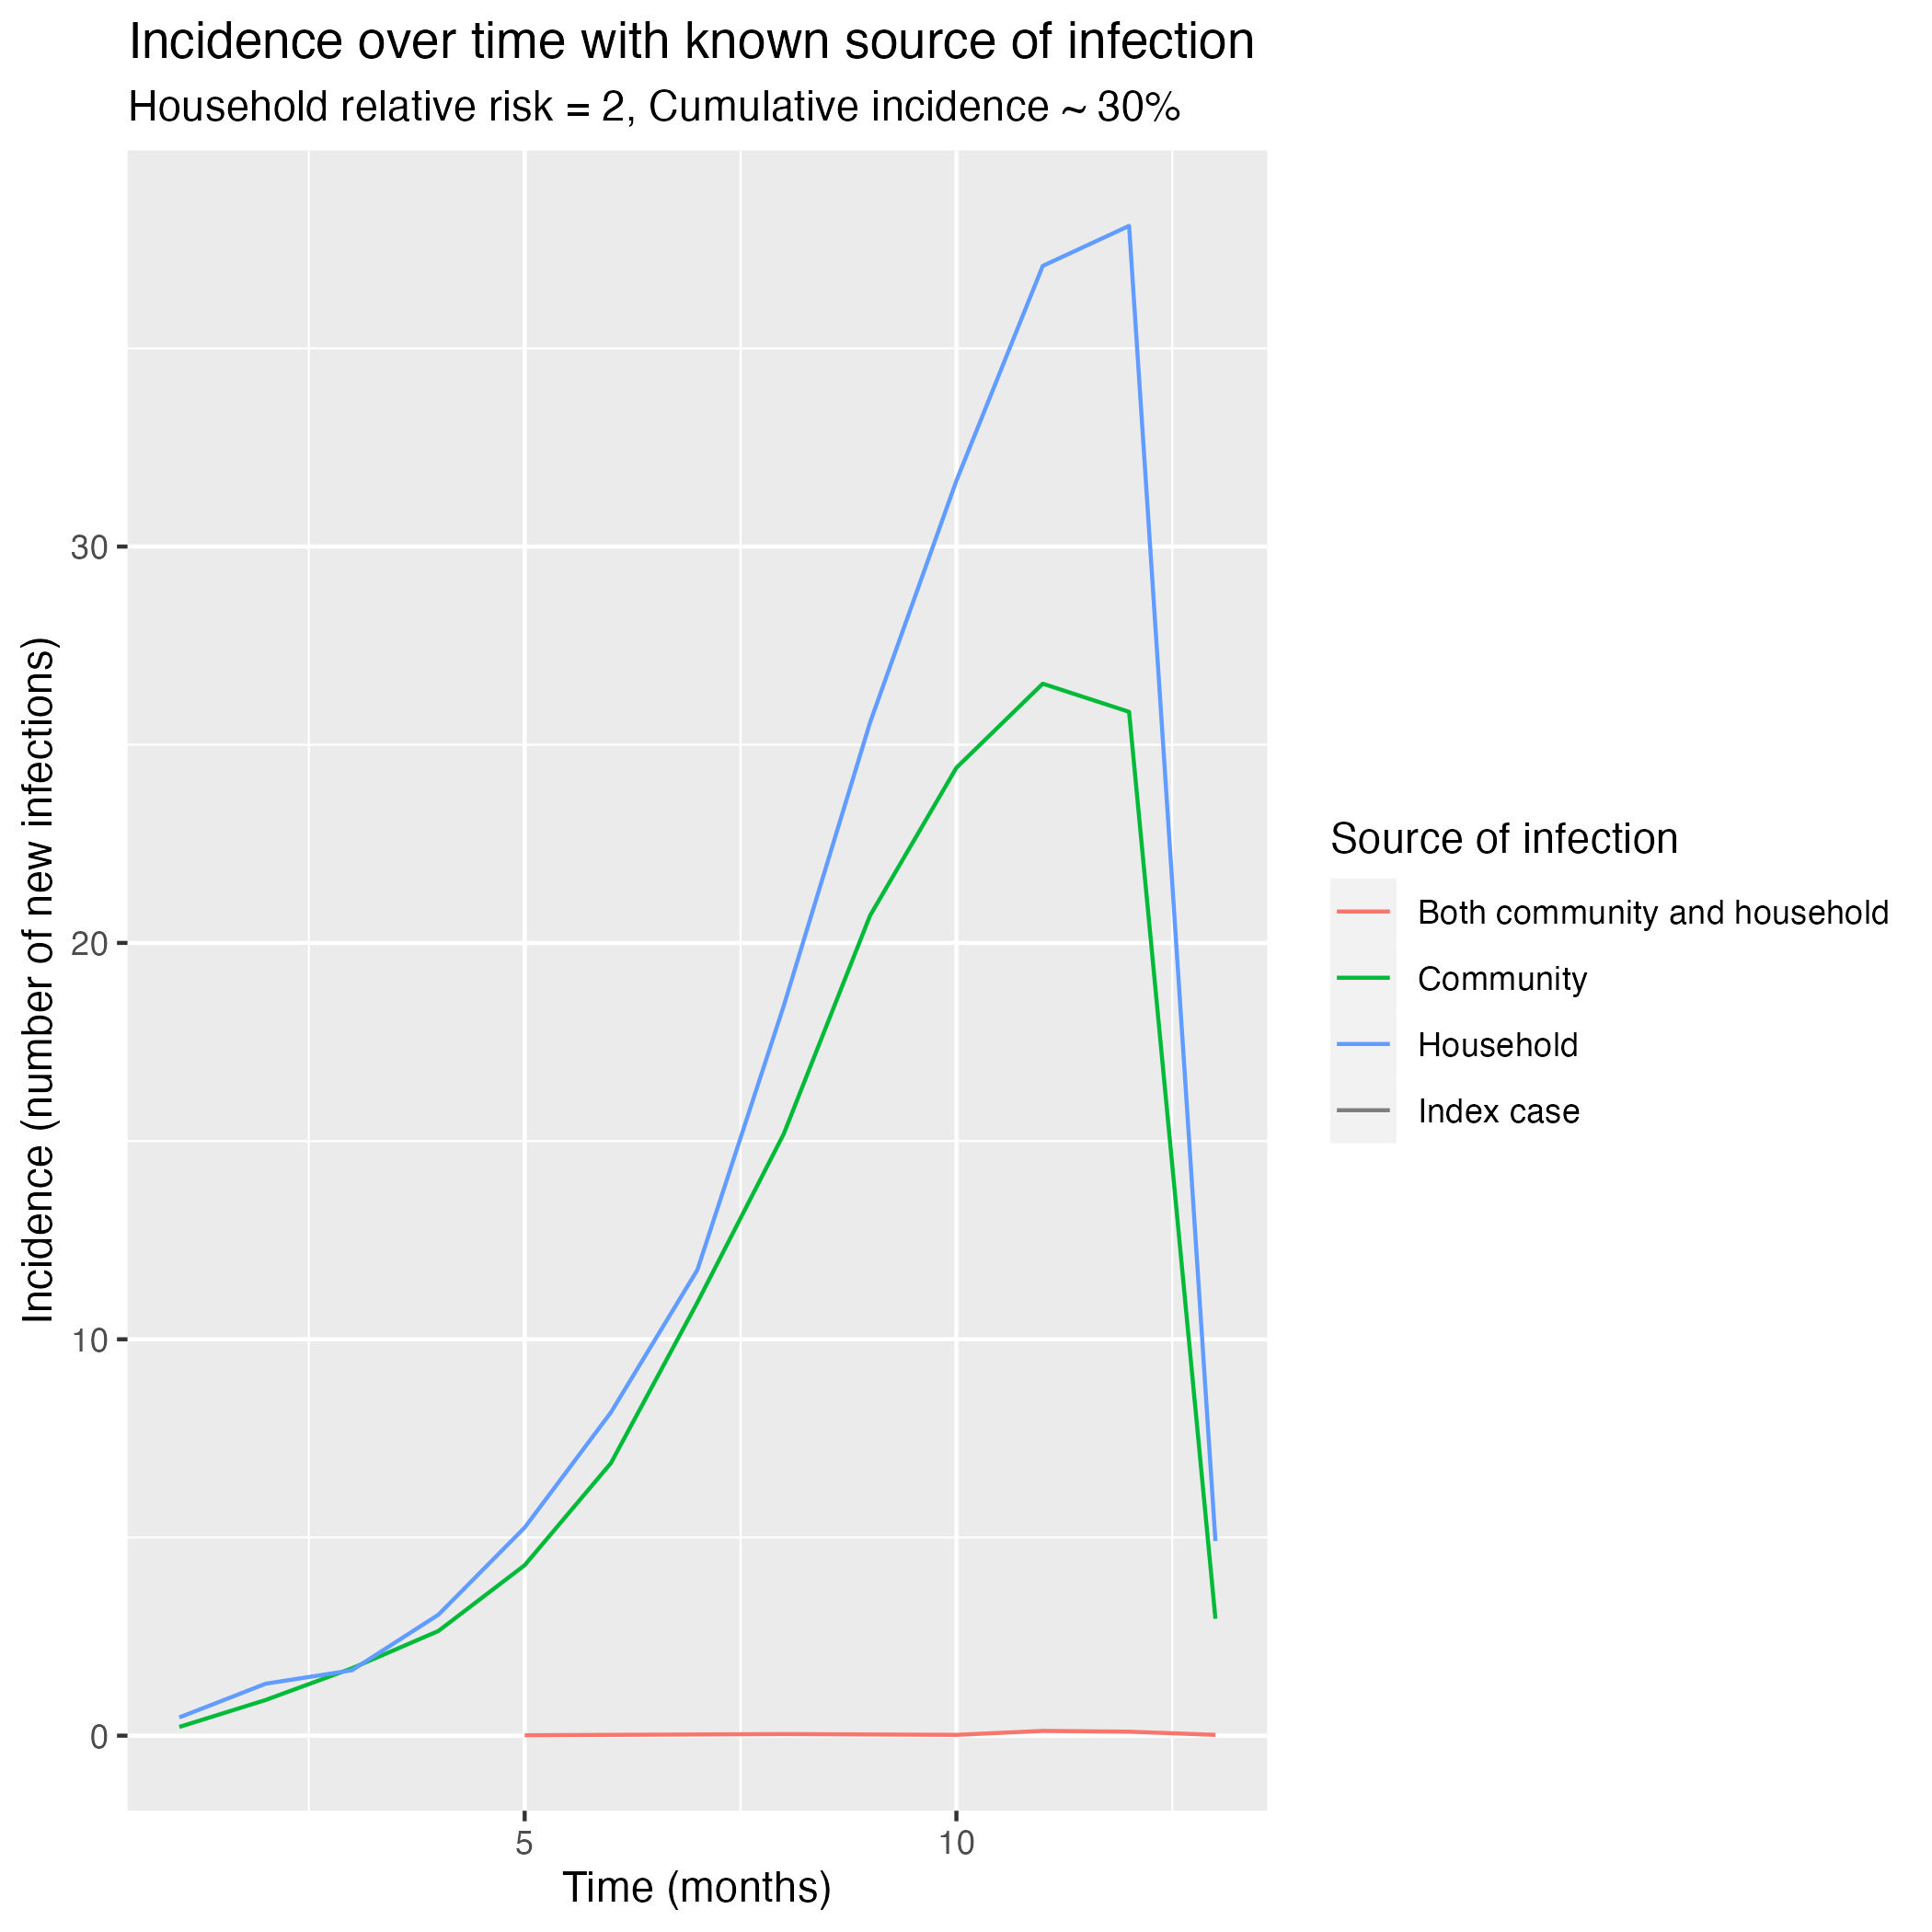 Incidence over time with known source of infection
Household relative risk = 2, Cumulative incidence ~ 30%
Incidence (number of new infections)
30
20
10
0
5
10
Time (months)
Source of infection
Both community and household
Community
Household
Index case